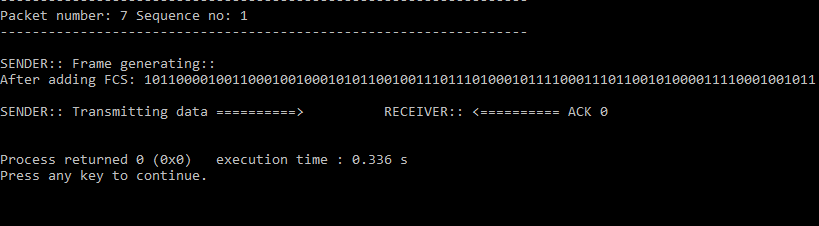 ------------------------------------------------------------------
Packet number: 7 Sequence no: 1
------------------------------------------------------------------
SENDER:: Frame generating::
After adding FCS: 101100001001100010010001010110010011101110100010111100011101100101000011110001001011
SENDER:: Transmitting data ==========>          RECEIVER:: <========== ACK 0
Process returned 0 (0x0)   execution time : 0.336 s
Press any key to continue.